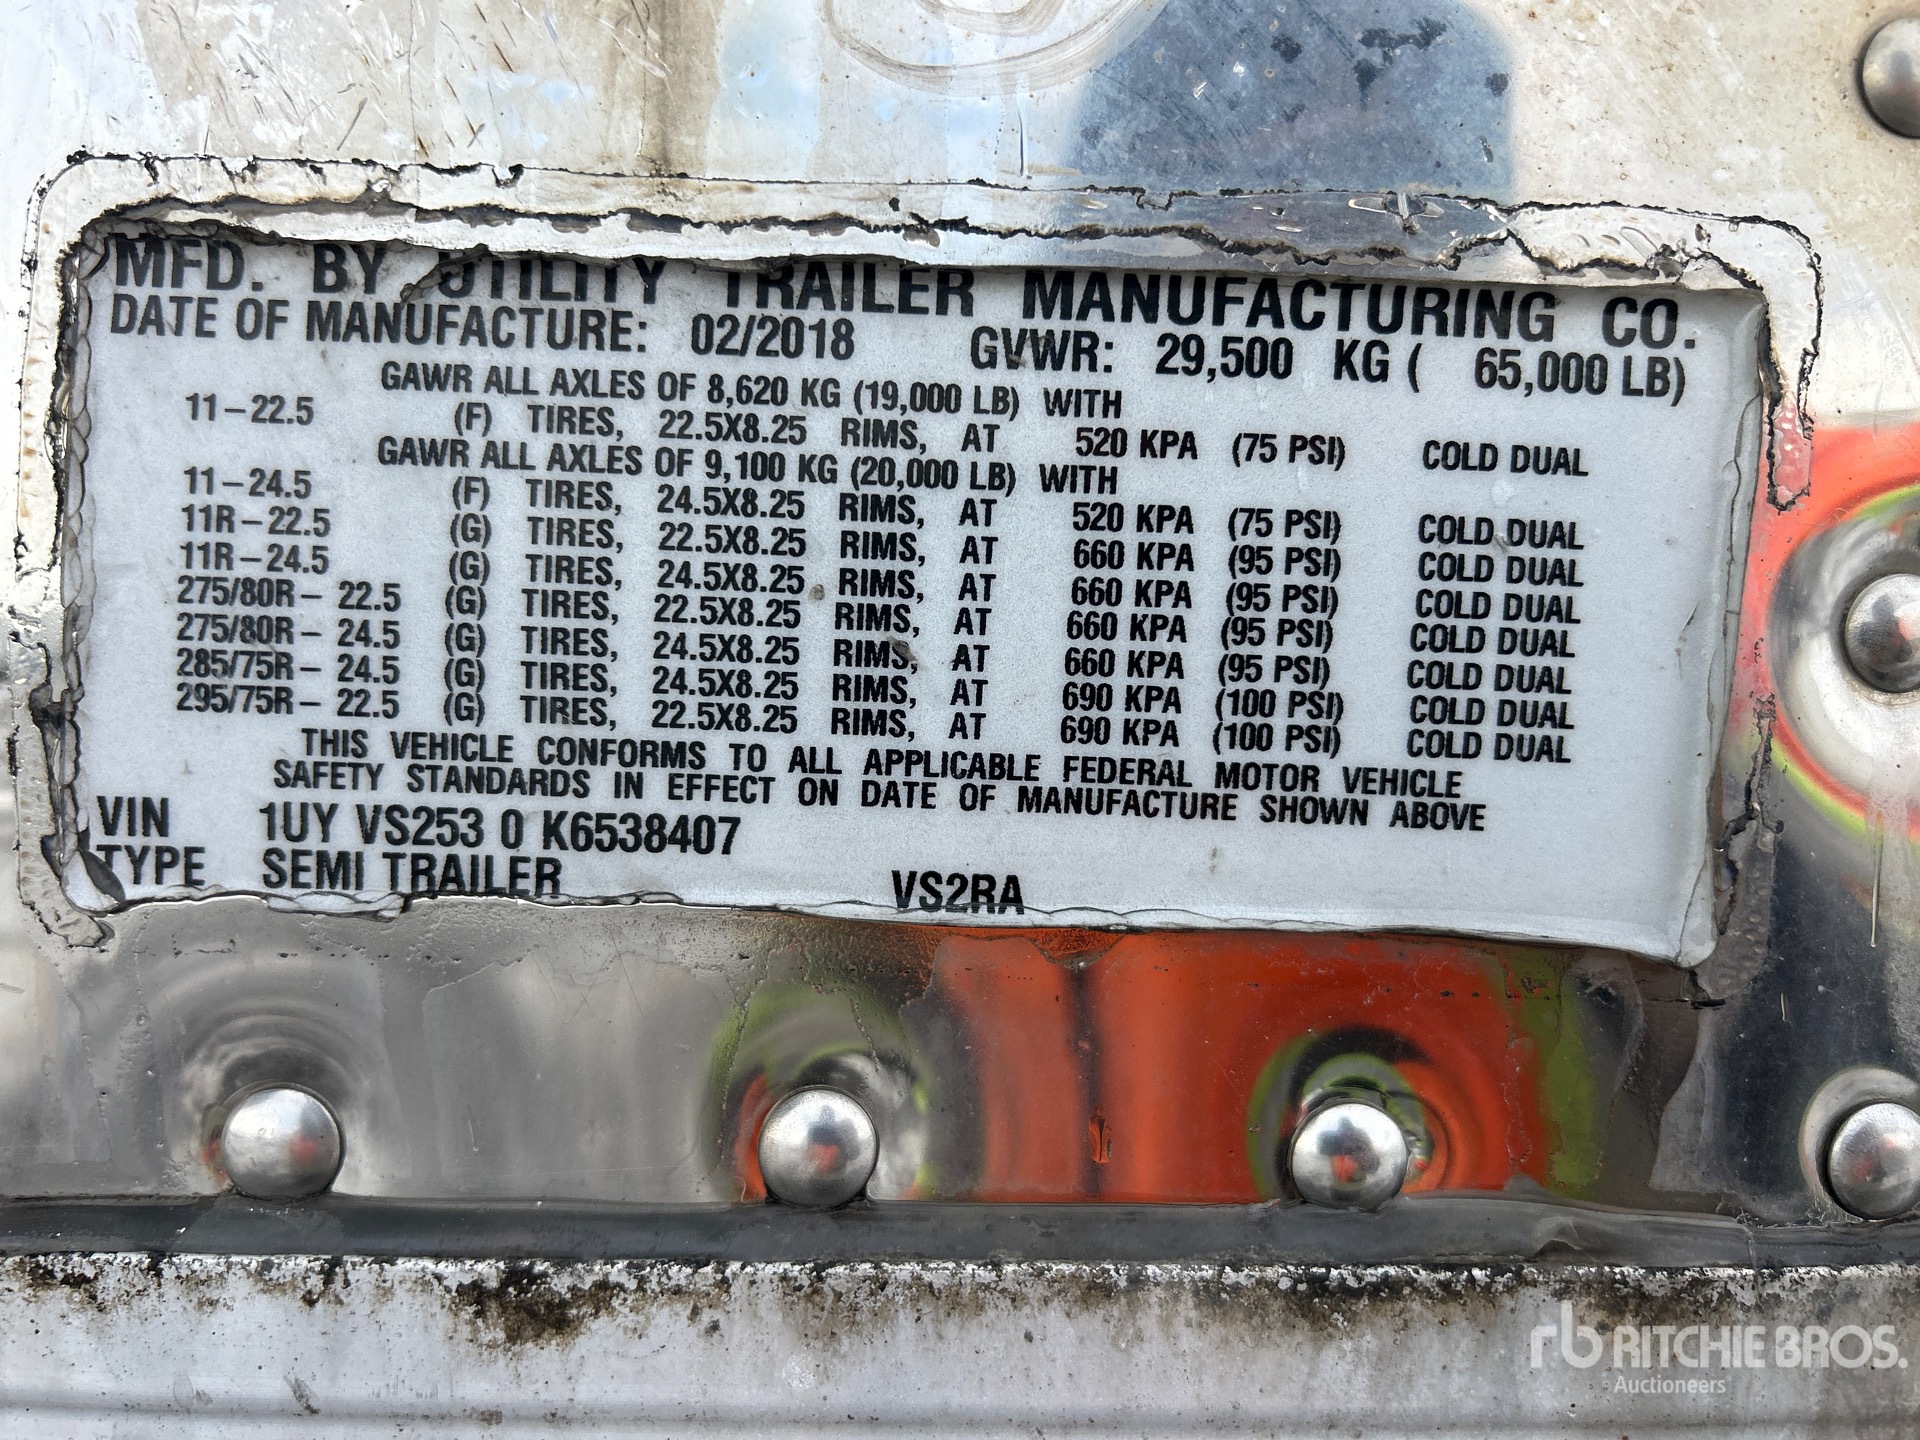 MFD. BY UTILITY TRAILER MANUFACTURING CO.
DATE OF MANUFACTURE: 02/2018 GVWR: 29,500 KG ( 65,000 LB)
GAWR ALL AXLES OF 8,620 KG (19,000 LB) WITH
11-22.5 (F) TIRES, 22.5X8.25 RIMS, AT 520 KPA (75 PSI) COLD DUAL
GAWR ALL AXLES OF 9,100 KG (20,000 LB) WITH
11-24.5 (F) TIRES, 24.5X8.25 RIMS, AT 520 KPA (75 PSI) COLD DUAL
11R-22.5 (G) TIRES, 22.5X8.25 RIMS, AT 660 KPA (95 PSI) COLD DUAL
11R-24.5 (G) TIRES, 24.5X8.25 RIMS, AT 660 KPA (95 PSI) COLD DUAL
275/80R- 22.5 (G) TIRES, 22.5X8.25 RIMS, AT 660 KPA (95 PSI) COLD DUAL
275/80R- 24.5 (G) TIRES, 24.5X8.25 RIMS, AT 660 KPA (95 PSI) COLD DUAL
285/75R- 24.5 (G) TIRES, 24.5X8.25 RIMS, AT 690 KPA (100 PSI) COLD DUAL
295/75R- 22.5 (G) TIRES, 22.5X8.25 RIMS, AT 690 KPA (100 PSI) COLD DUAL
THIS VEHICLE CONFORMS TO ALL APPLICABLE FEDERAL MOTOR VEHICLE
SAFETY STANDARDS IN EFFECT ON DATE OF MANUFACTURE SHOWN ABOVE
VIN 1UY VS253 0 K6538407
TYPE SEMI TRAILER VS2RA
rb RITCHIE BROS.
Auctioneers